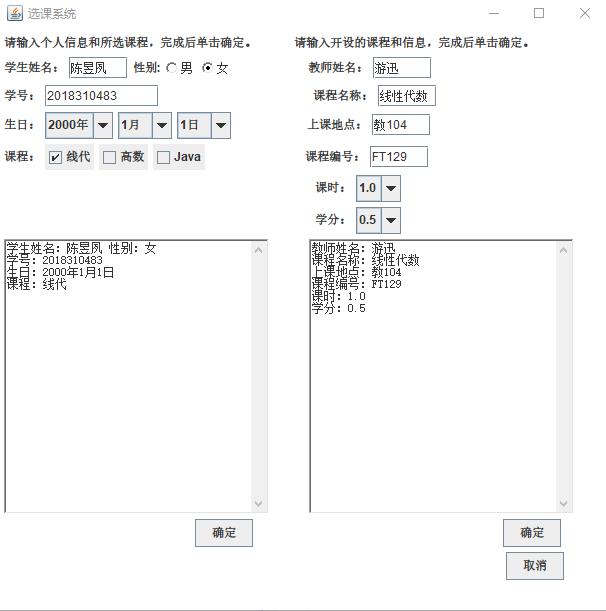 选课系统
请输入个人信息和所选课程，完成后单击确定。
学生姓名： 陈昱凤 性别: 男 女
学号： 2018310483
生日： 2000年 1月 1日
课程： 线代 高数 Java
学生姓名：陈昱凤 性别：女
学号：2018310483
生日：2000年1月1日
课程：线代
确定
请输入开设的课程和信息，完成后单击确定。
教师姓名： 游迅
课程名称： 线性代数
上课地点： 教104
课程编号： FT129
课时： 1.0
学分： 0.5
教师姓名：游迅
课程名称：线性代数
上课地点：教104
课程编号：FT129
课时：1.0
学分：0.5
确定
取消